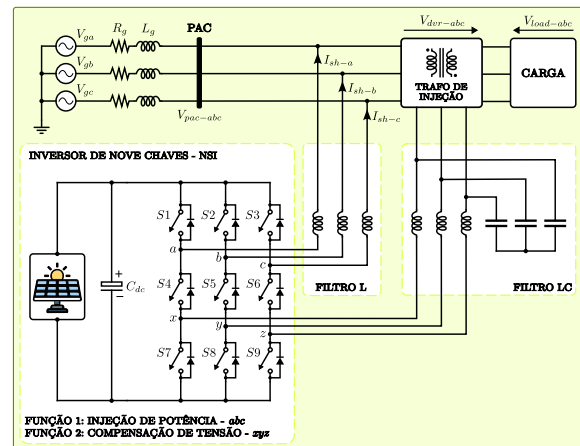 V_ga
R_g
L_g
PAC
V_dvr-abc
V_load-abc
V_gb
I_sh-a
TRAFO DE
INJEÇÃO
CARGA
V_gc
I_sh-b
V_pac-abc
I_sh-c
INVERSOR DE NOVE CHAVES - NSI
S1
S2
S3
a
b
c
C_dc
+
−
S4
S5
S6
FILTRO L
FILTRO LC
x
y
z
S7
S8
S9
FUNÇÃO 1: INJEÇÃO DE POTÊNCIA - abc
FUNÇÃO 2: COMPENSAÇÃO DE TENSÃO - xyz